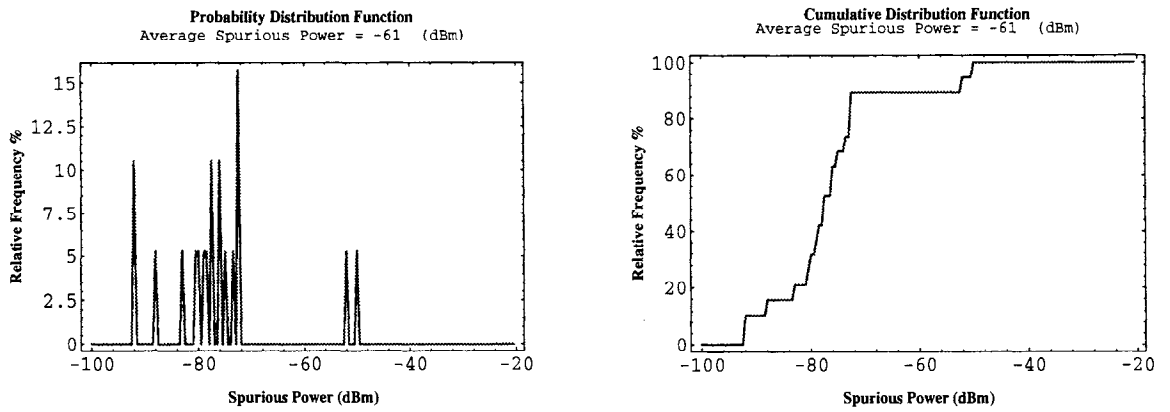 Probability Distribution Function
Average Spurious Power = -61 (dBm)
15
12.5
10
7.5
5
2.5
0
Relative Frequency %
-100
-80
-60
-40
-20
Spurious Power (dBm)
Cumulative Distribution Function
Average Spurious Power = -61 (dBm)
100
80
60
40
20
0
Relative Frequency %
-100
-80
-60
-40
-20
Spurious Power (dBm)